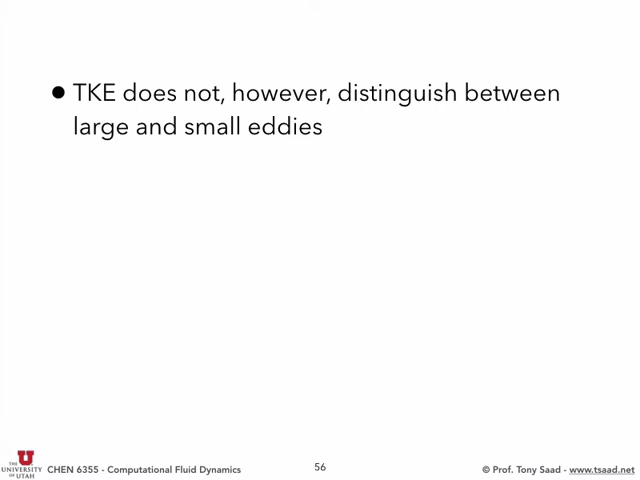 ● TKE does not, however, distinguish between
large and small eddies
THE
UNIVERSITY
OF UTAH
CHEN 6355 - Computational Fluid Dynamics
56
© Prof. Tony Saad - www.tsaad.net